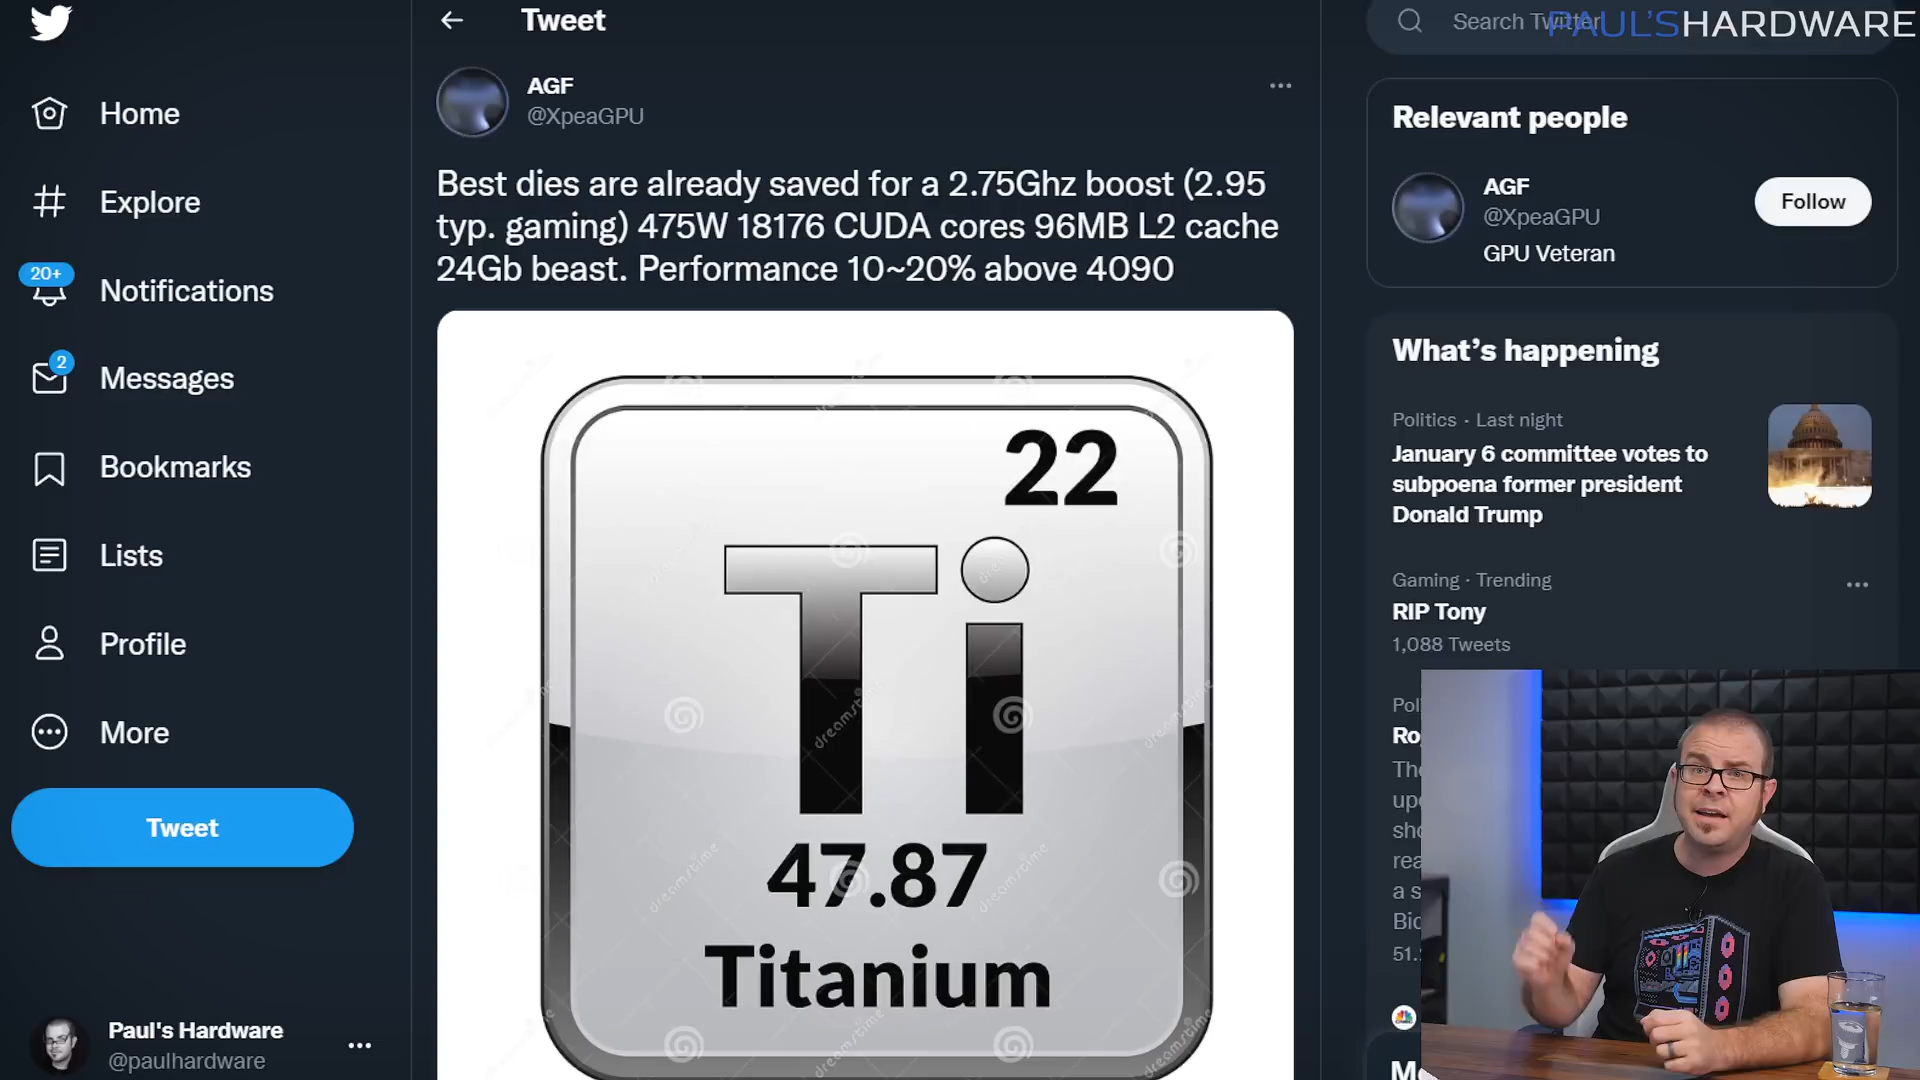 Tweet
Search Twitter
PAUL'SHARDWARE
Home
Explore
20+
Notifications
2
Messages
Bookmarks
Lists
Profile
More
Tweet
Paul's Hardware
@paulhardware
AGF
@XpeaGPU
Best dies are already saved for a 2.75Ghz boost (2.95
typ. gaming) 475W 18176 CUDA cores 96MB L2 cache
24Gb beast. Performance 10~20% above 4090
22
Ti
47.87
Titanium
dreamstime
Relevant people
AGF
@XpeaGPU
GPU Veteran
Follow
What's happening
Politics · Last night
January 6 committee votes to
subpoena former president
Donald Trump
Gaming · Trending
RIP Tony
1,088 Tweets